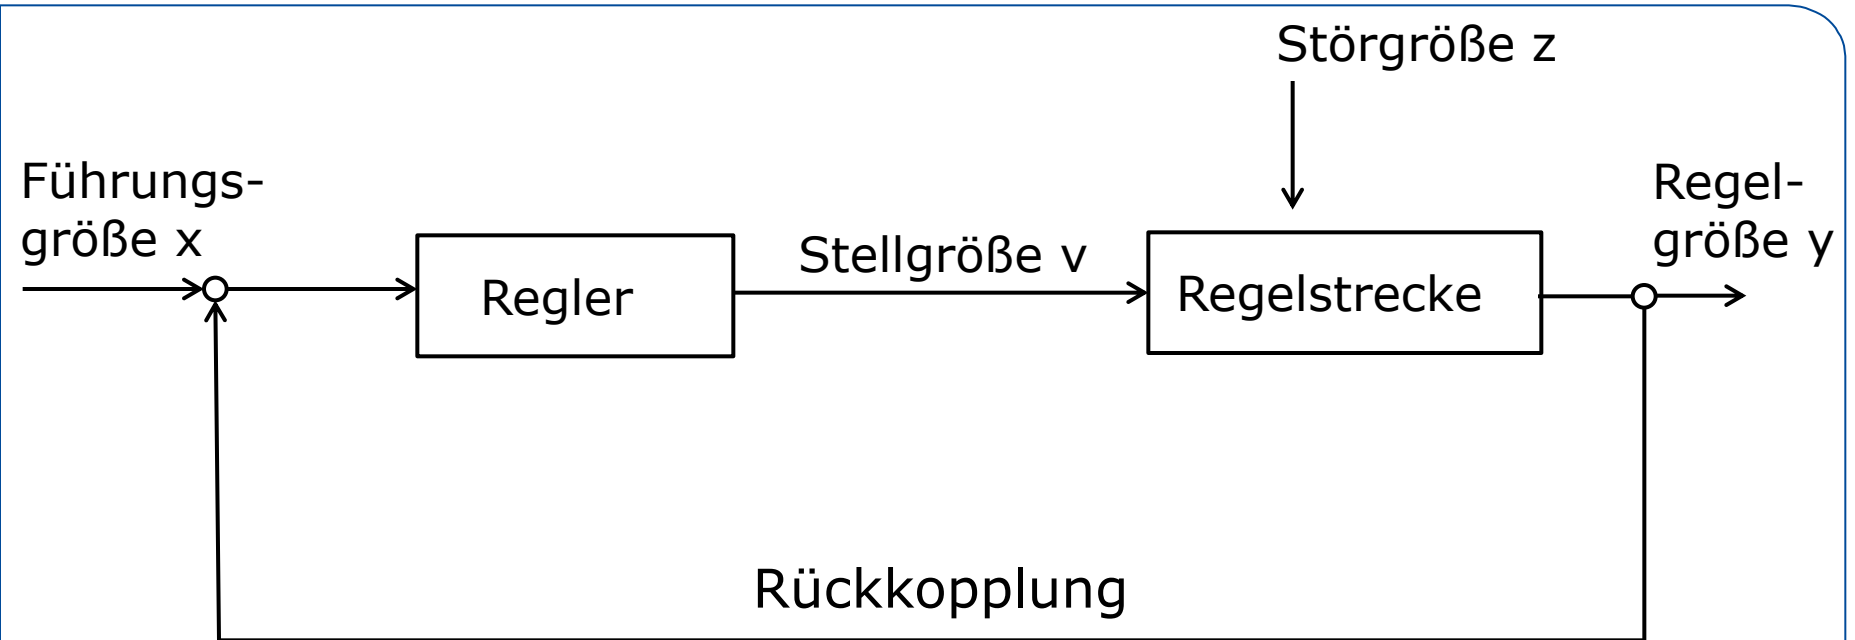 Störgröße z
Führungs-
größe x
Regel-
größe y
Stellgröße v
Regler
Regelstrecke
Rückkopplung